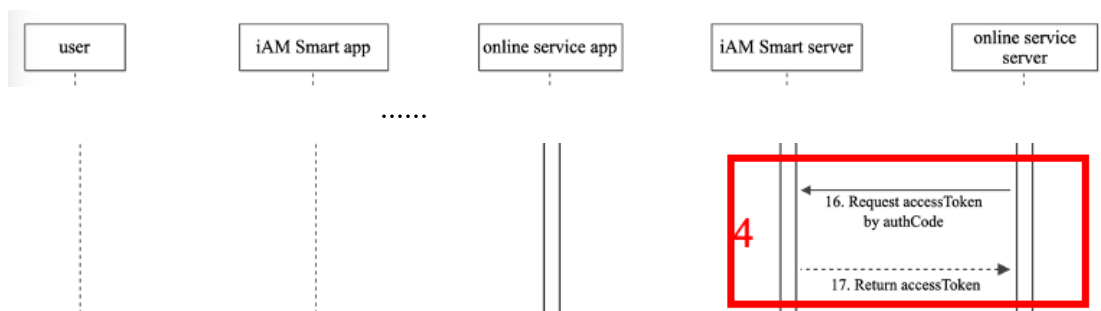 user
iAM Smart app
online service app
iAM Smart server
online service
server
......
16. Request accessToken
by authCode
4
17. Return accessToken